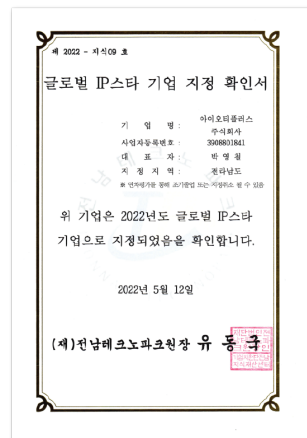 제 2022 - 지식09 호
글로벌 IP스타 기업 지정 확인서
기 업 명 : 아이오티플러스 주식회사
사업자등록번호 : 3908801841
대 표 자 : 박 영 철
지 정 지 역 : 전라남도
※ 연차평가를 통해 조기졸업 또는 지정취소 될 수 있음
위 기업은 2022년도 글로벌 IP스타
기업으로 지정되었음을 확인합니다.
2022년 5월 12일
(재)전남테크노파크원장 유 동 국